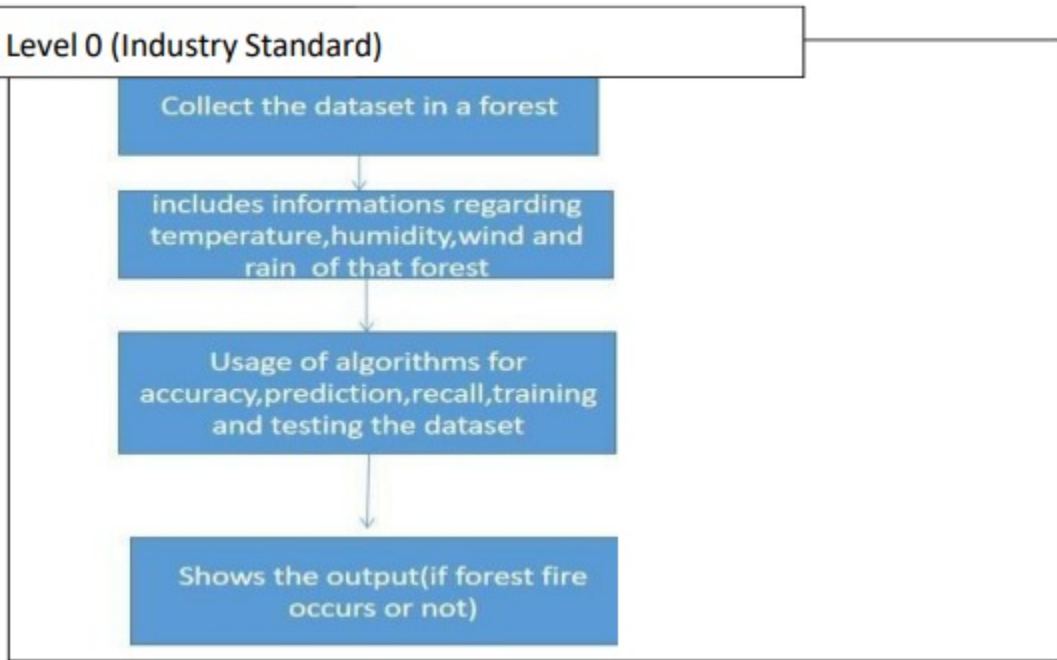 Level 0 (Industry Standard)
Collect the dataset in a forest
includes informations regarding
temperature,humidity,wind and
rain of that forest
Usage of algorithms for
accuracy,prediction,recall,training
and testing the dataset
Shows the output(if forest fire
occurs or not)